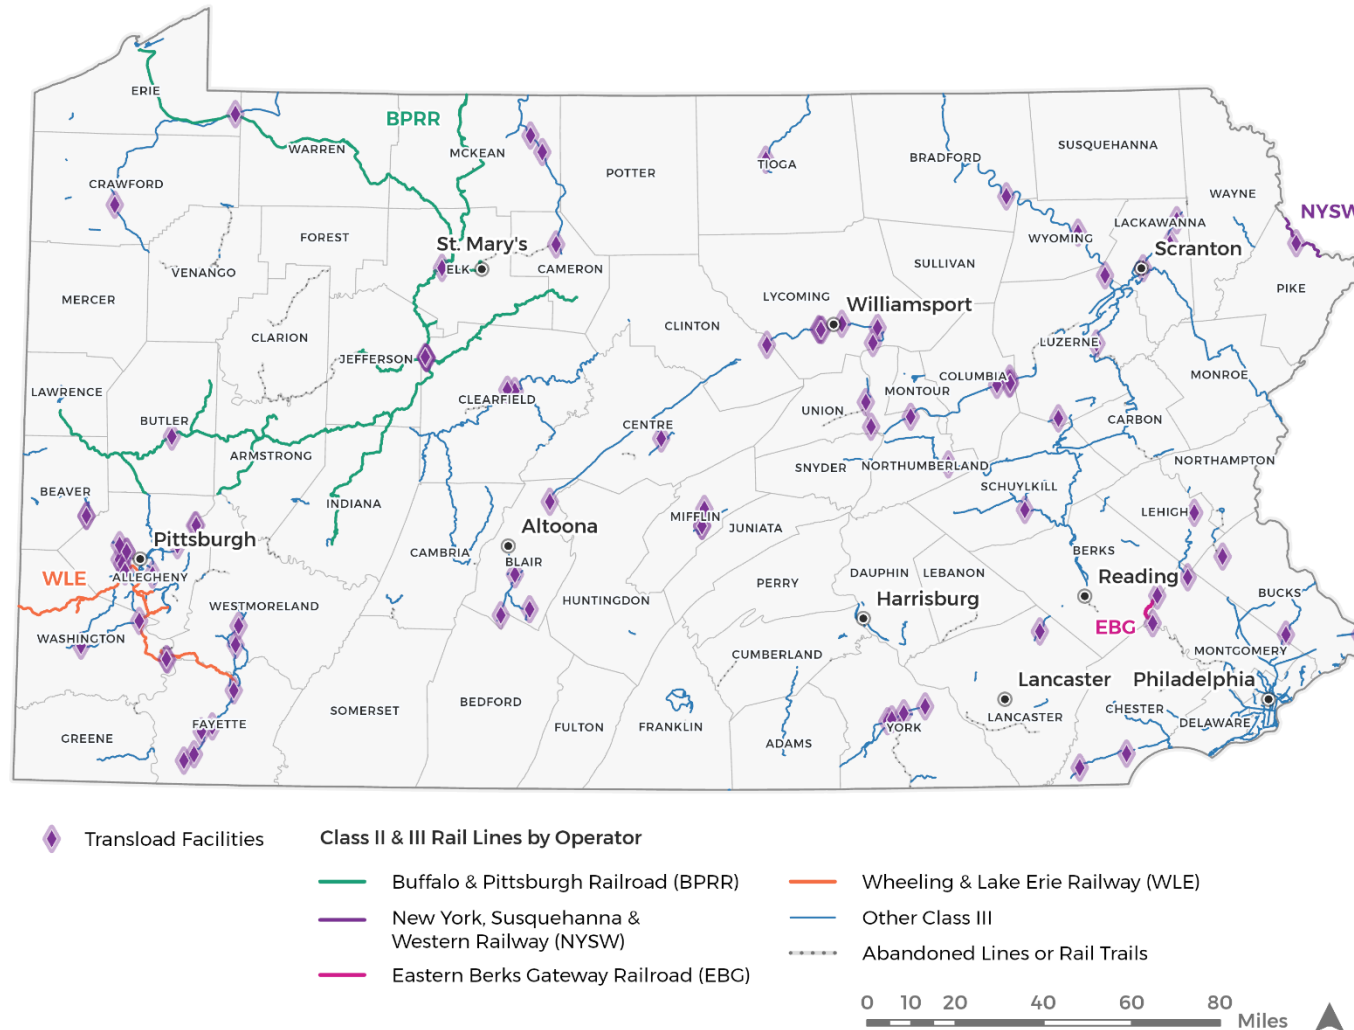 ERIE
BPRR
WARREN
MCKEAN
POTTER
TIOGA
BRADFORD
SUSQUEHANNA
WAYNE
CRAWFORD
NYSW
LACKAWANNA
FOREST
St. Mary's
WYOMING
Scranton
VENANGO
ELK
CAMERON
SULLIVAN
MERCER
PIKE
LYCOMING
Williamsport
CLINTON
CLARION
JEFFERSON
LUZERNE
MONROE
LAWRENCE
CLEARFIELD
COLUMBIA
MONTOUR
UNION
BUTLER
CENTRE
CARBON
ARMSTRONG
SNYDER
NORTHUMBERLAND
NORTHAMPTON
BEAVER
INDIANA
SCHUYLKILL
LEHIGH
MIFFLIN
JUNIATA
Pittsburgh
Altoona
CAMBRIA
BLAIR
BERKS
WLE
ALLEGHENY
PERRY
DAUPHIN
LEBANON
Reading
BUCKS
WESTMORELAND
HUNTINGDON
Harrisburg
EBG
WASHINGTON
CUMBERLAND
MONTGOMERY
Lancaster
Philadelphia
SOMERSET
BEDFORD
FAYETTE
FULTON
FRANKLIN
YORK
LANCASTER
CHESTER
DELAWARE
GREENE
ADAMS
Transload Facilities
Class II & III Rail Lines by Operator
Buffalo & Pittsburgh Railroad (BPRR)
New York, Susquehanna &
Western Railway (NYSW)
Eastern Berks Gateway Railroad (EBG)
Wheeling & Lake Erie Railway (WLE)
Other Class III
Abandoned Lines or Rail Trails
0 10 20 40 60 80
Miles